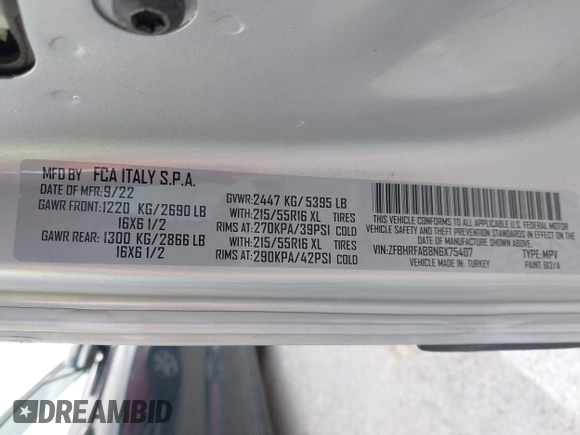 MFD BY FCA ITALY S.P.A.
DATE OF MFR:9/22
GAWR FRONT:1220 KG/2690 LB
16X6 1/2
GAWR REAR:1300 KG/2866 LB
16X6 1/2
GVWR:2447 KG/5395 LB
WITH:215/55R16 XL TIRES
RIMS AT:270KPA/39PSI COLD
WITH:215/55R16 XL TIRES
RIMS AT:290KPA/42PSI COLD
THIS VEHICLE CONFORMS TO ALL APPLICABLE U.S. FEDERAL MOTOR
VEHICLE SAFETY AND THEFT PREVENTION STANDARDS IN EFFECT ON THE
DATE OF MANUFACTURE SHOWN ABOVE.
VIN:ZFBHRFAB8N6X75407 TYPE: MPV
VEHICLE MADE IN: TURKEY PAINT: 612/A
DREAMBID